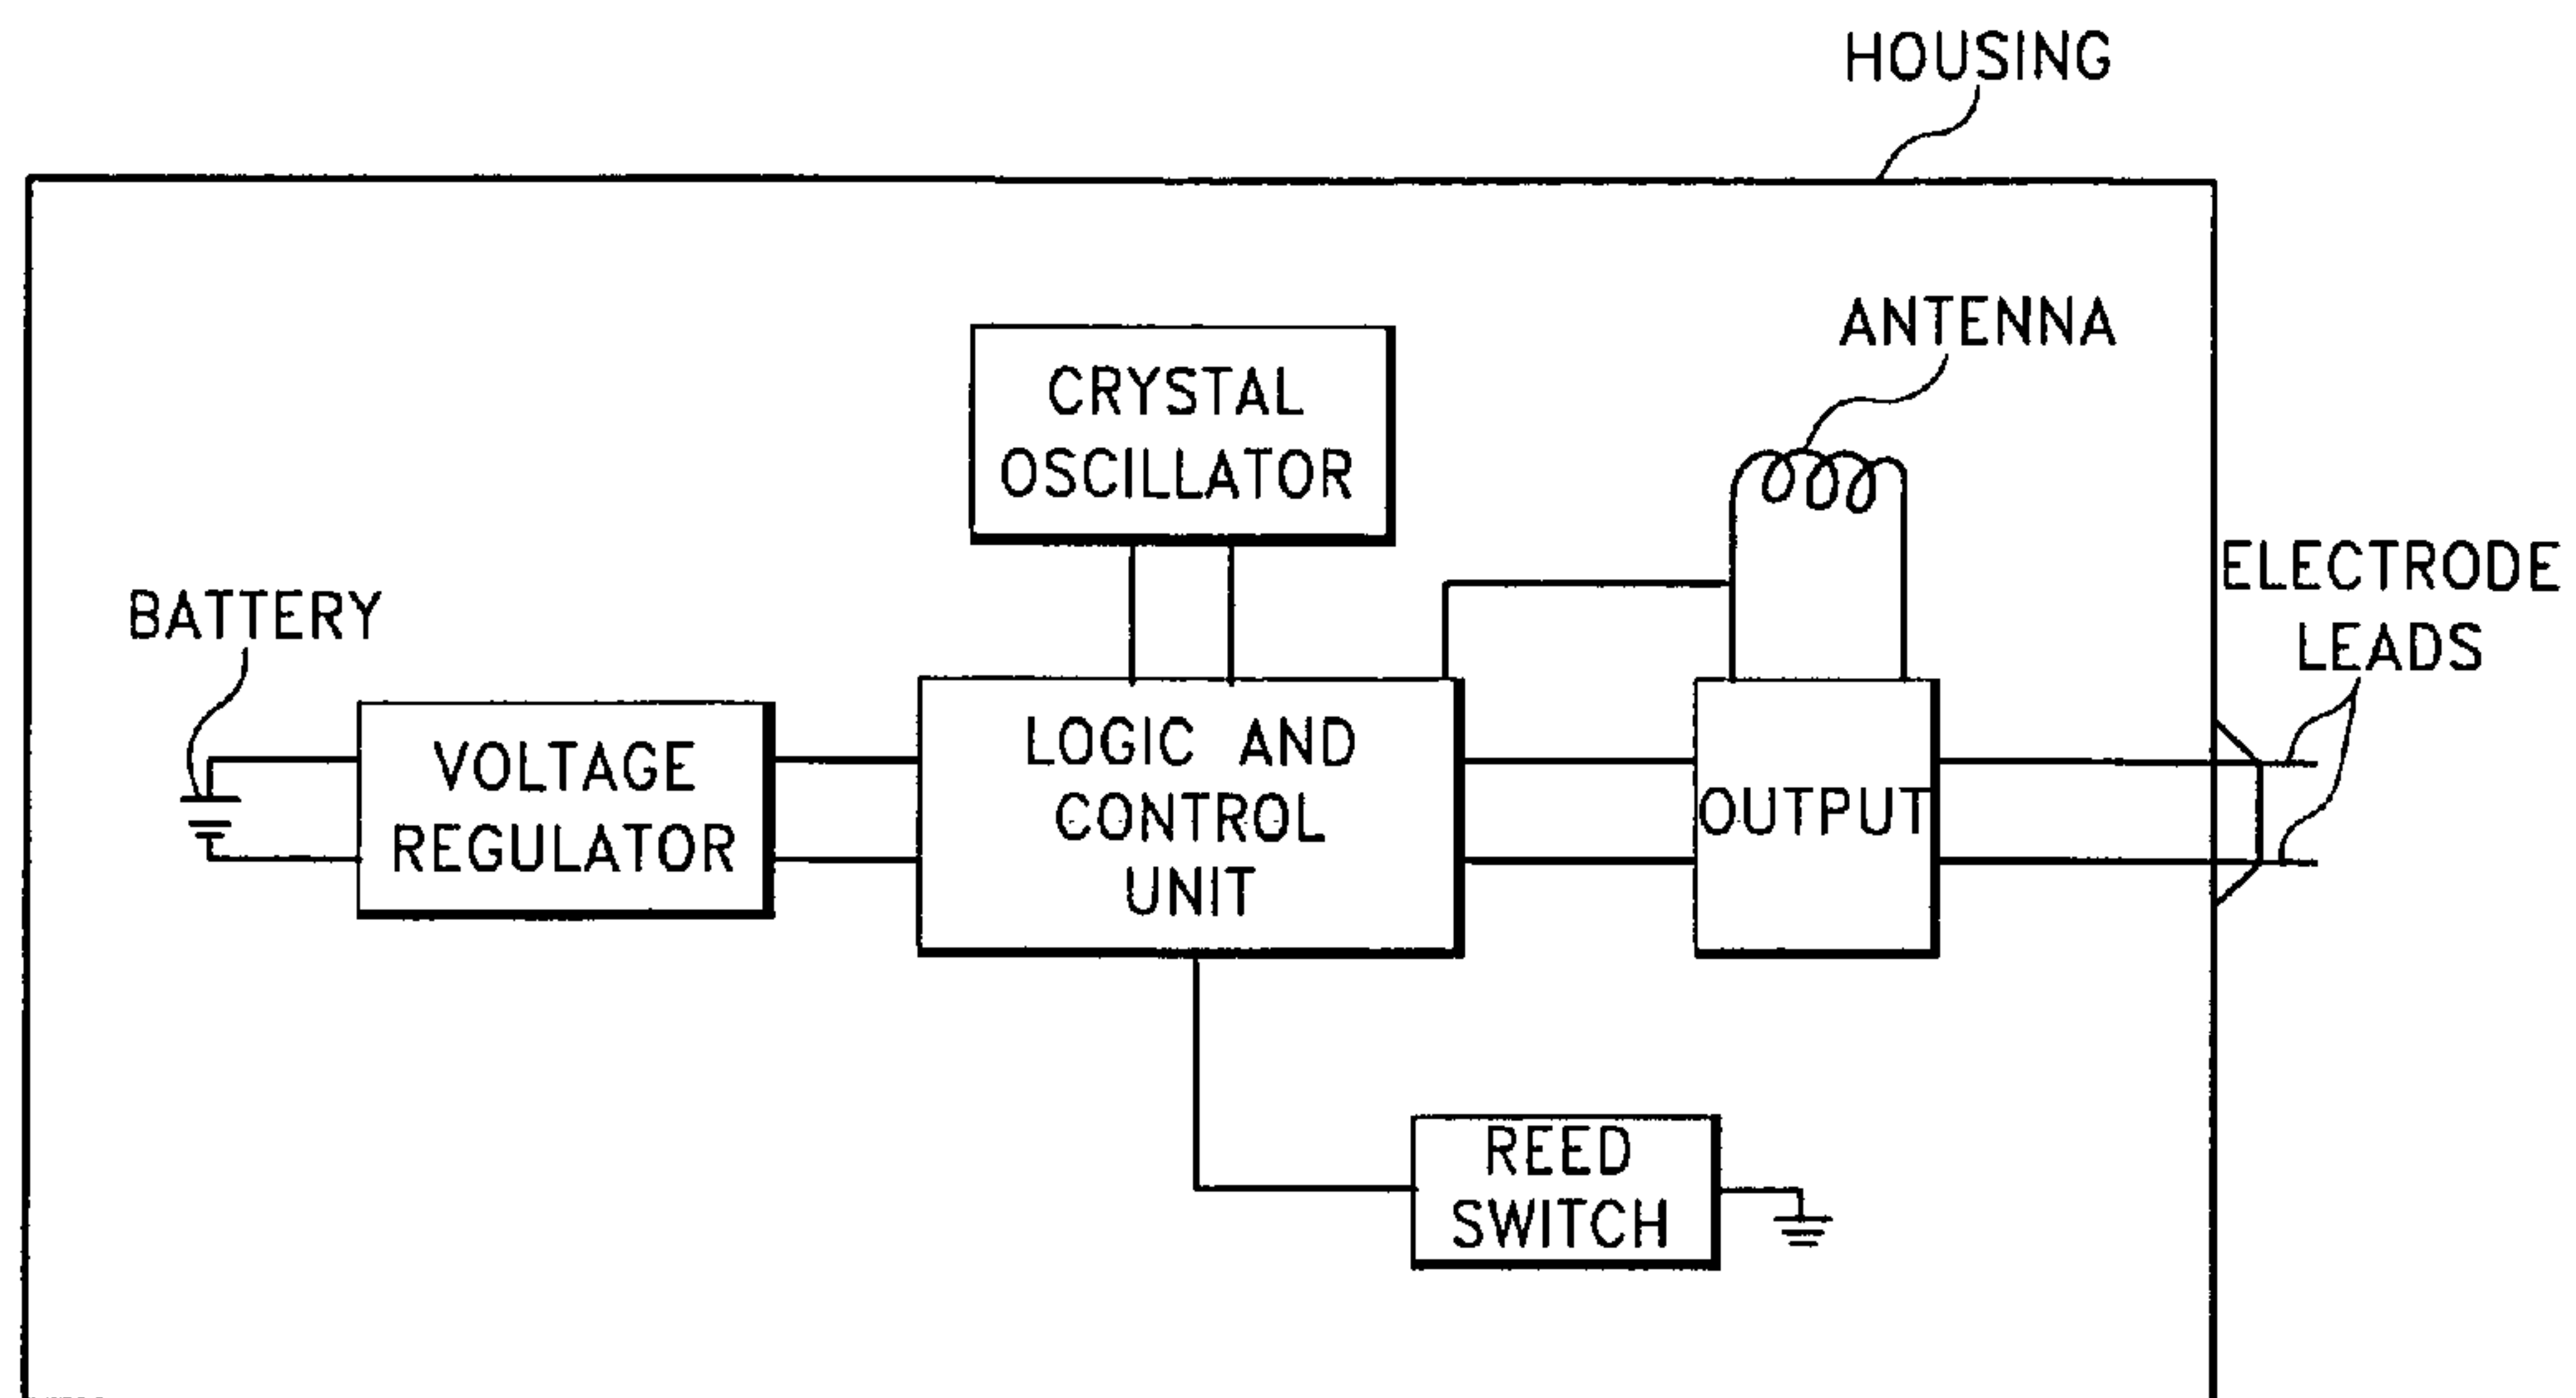 HOUSING
CRYSTAL
OSCILLATOR
ANTENNA
BATTERY
ELECTRODE
LEADS
VOLTAGE
REGULATOR
LOGIC AND
CONTROL
UNIT
OUTPUT
REED
SWITCH